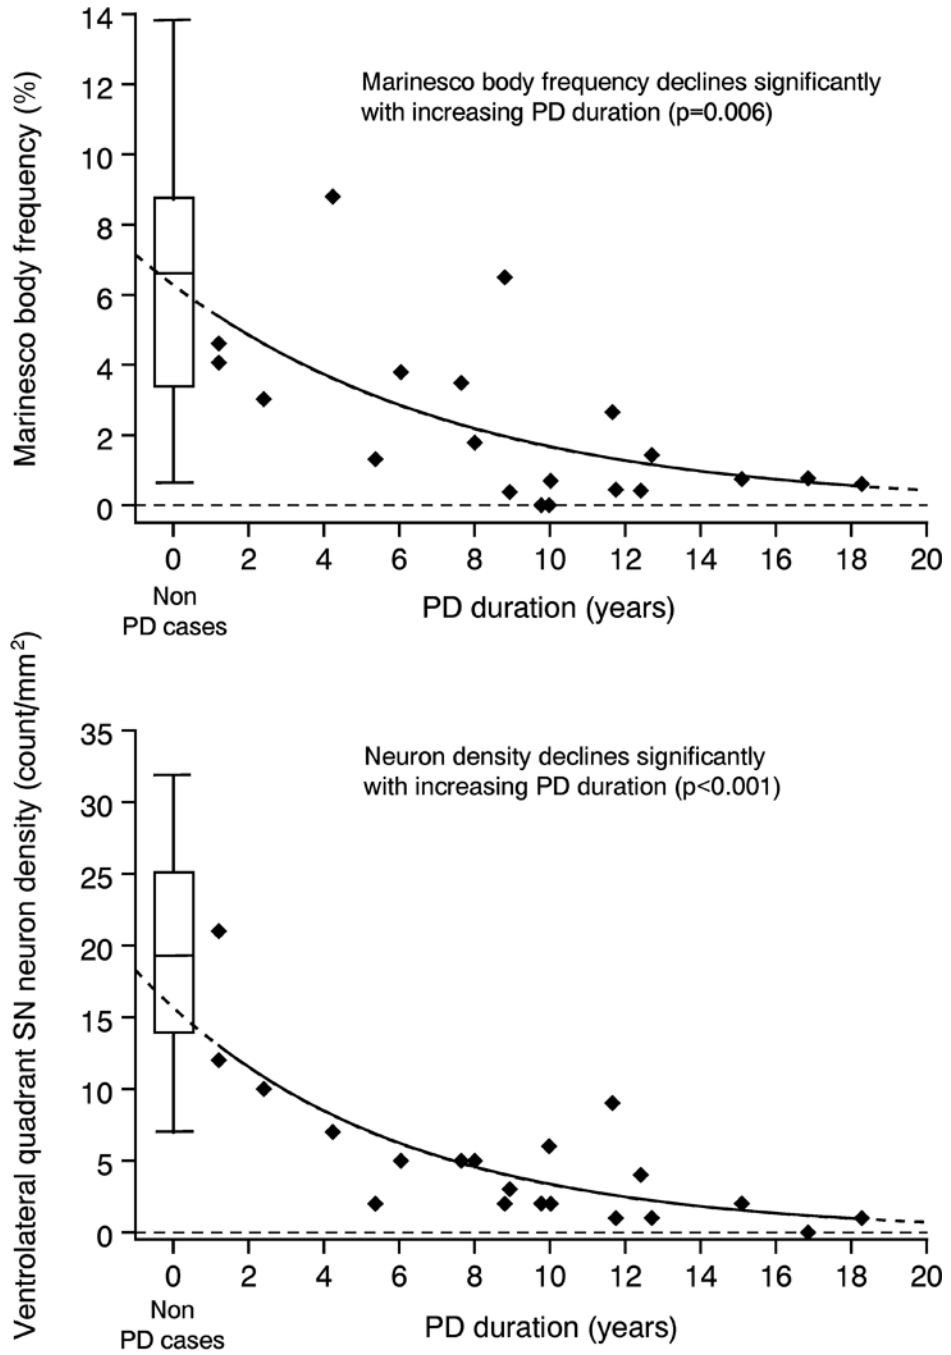 Marinesco body frequency (%)
14
12
10
8
6
4
2
0
Marinesco body frequency declines significantly
with increasing PD duration (p=0.006)
0 2 4 6 8 10 12 14 16 18 20
Non
PD cases
PD duration (years)
Ventrolateral quadrant SN neuron density (count/mm²)
35
30
25
20
15
10
5
0
Neuron density declines significantly
with increasing PD duration (p<0.001)
0 2 4 6 8 10 12 14 16 18 20
Non
PD cases
PD duration (years)